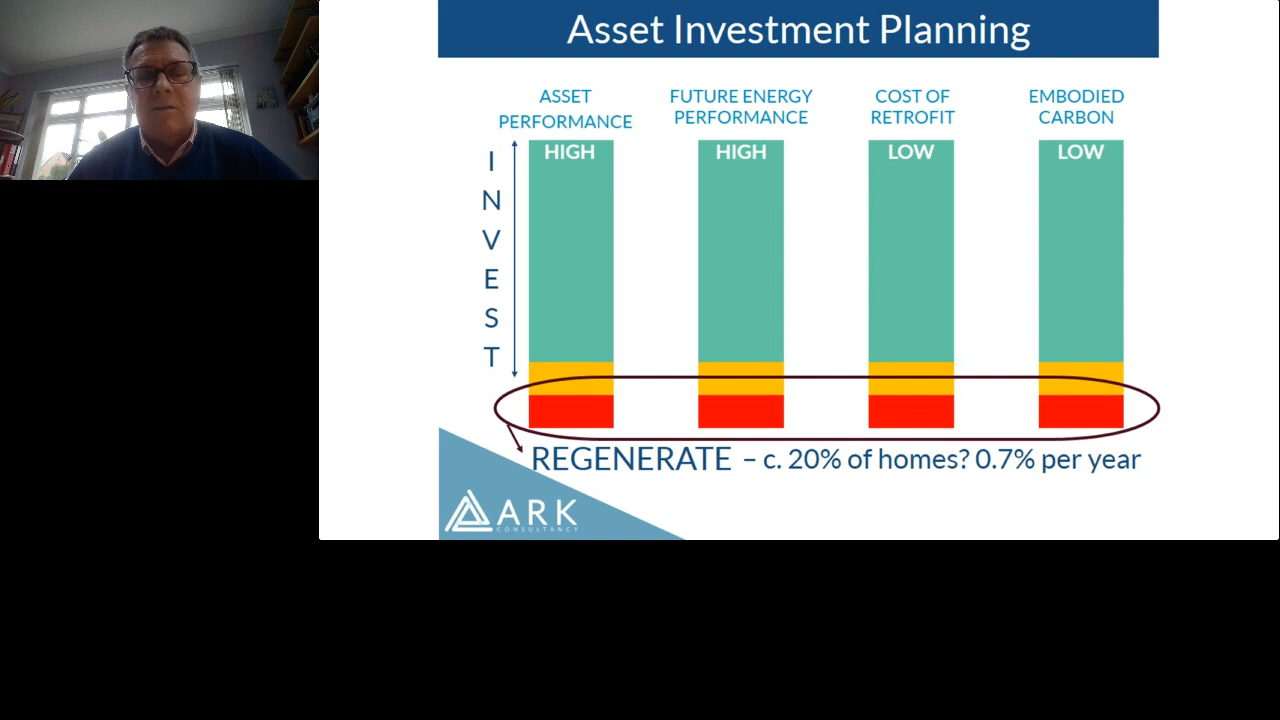 Asset Investment Planning
ASSET
PERFORMANCE
FUTURE ENERGY
PERFORMANCE
COST OF
RETROFIT
EMBODIED
CARBON
HIGH
HIGH
LOW
LOW
I
N
V
E
S
T
REGENERATE – c. 20% of homes? 0.7% per year
ARK
CONSULTANCY